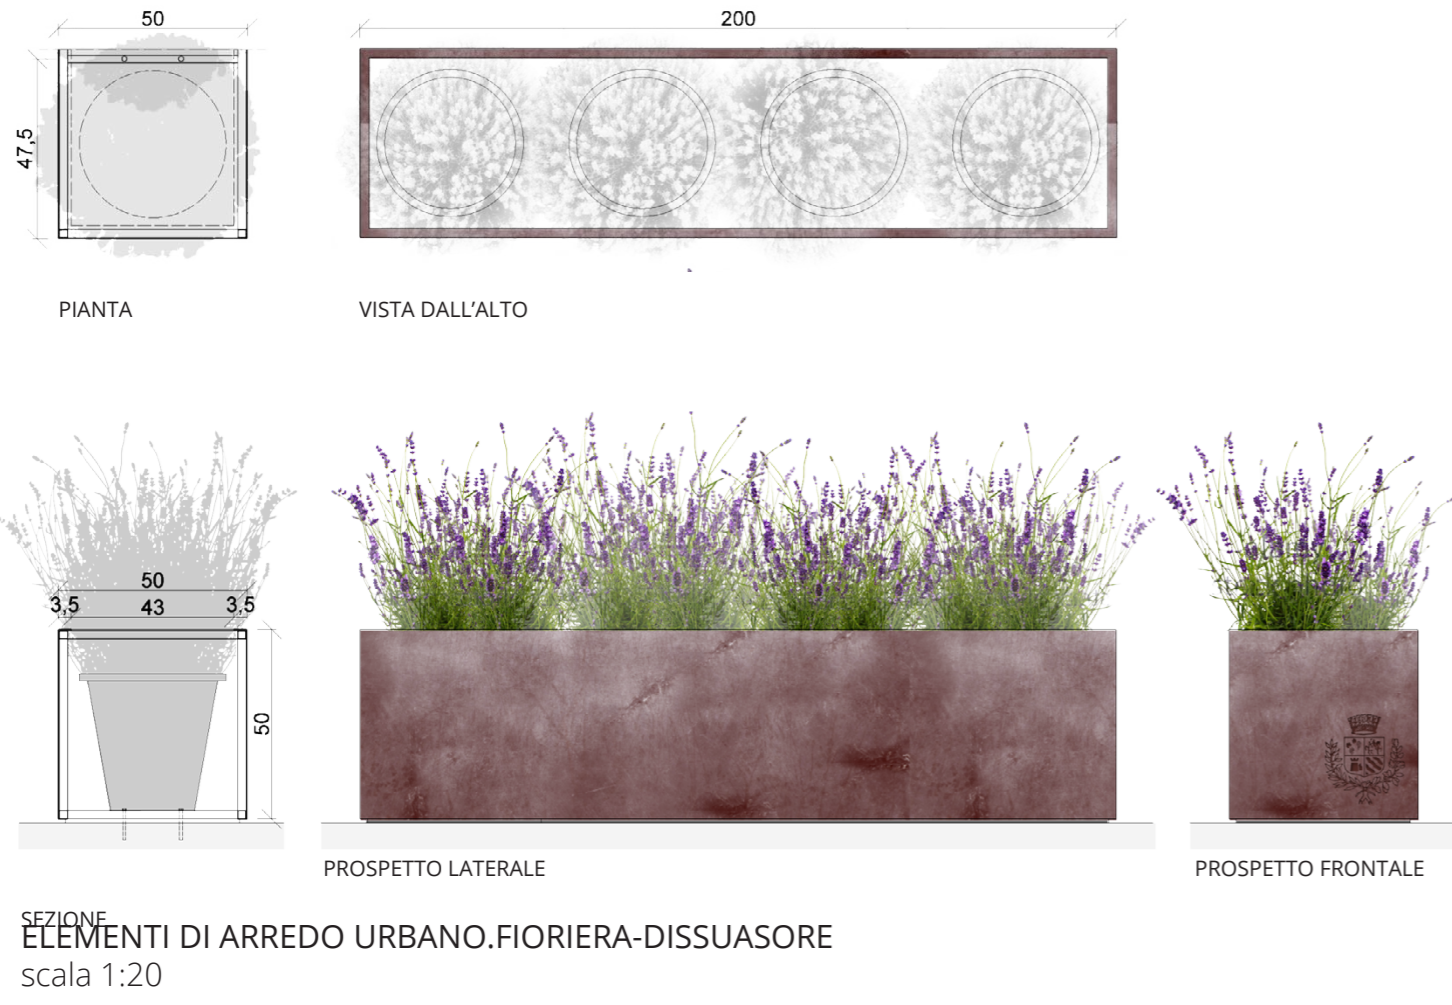 50
200
47,5
PIANTA
VISTA DALL'ALTO
50
3,5 43 3,5
50
PROSPETTO LATERALE
PROSPETTO FRONTALE
SEZIONE
ELEMENTI DI ARREDO URBANO.FIORIERA-DISSUASORE
scala 1:20